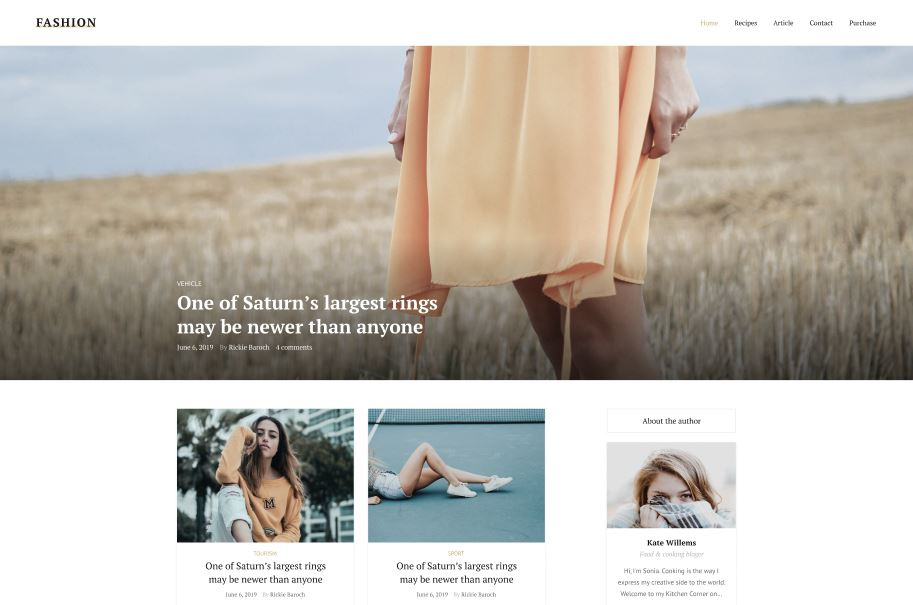 FASHION
Home Recipes Article Contact Purchase
VEHICLE
One of Saturn's largest rings
may be newer than anyone
June 6, 2019 By Rickie Baroch 4 comments
M
TOURISM
One of Saturn's largest rings
may be newer than anyone
June 6, 2019 By Rickie Baroch
SPORT
One of Saturn's largest rings
may be newer than anyone
June 6, 2019 By Rickie Baroch
About the author
Kate Willems
Food & cooking bloger
Hi, I'm Sonia. Cooking is the way I
express my creative side to the world.
Welcome to my Kitchen Corner on...